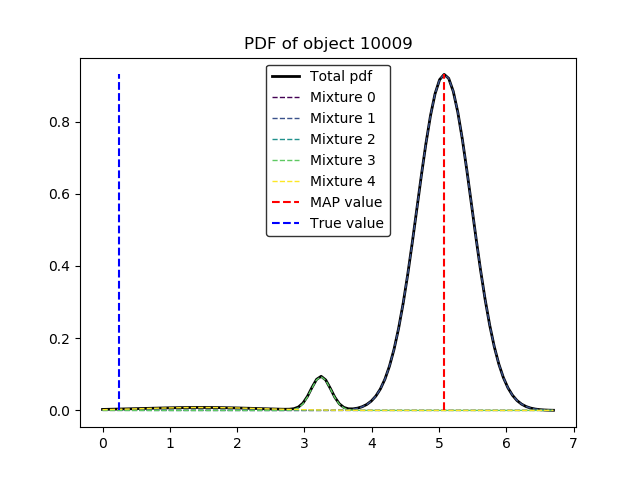 PDF of object 10009
Total pdf
Mixture 0
Mixture 1
Mixture 2
Mixture 3
Mixture 4
MAP value
True value
0.8
0.6
0.4
0.2
0.0
0 1 2 3 4 5 6 7